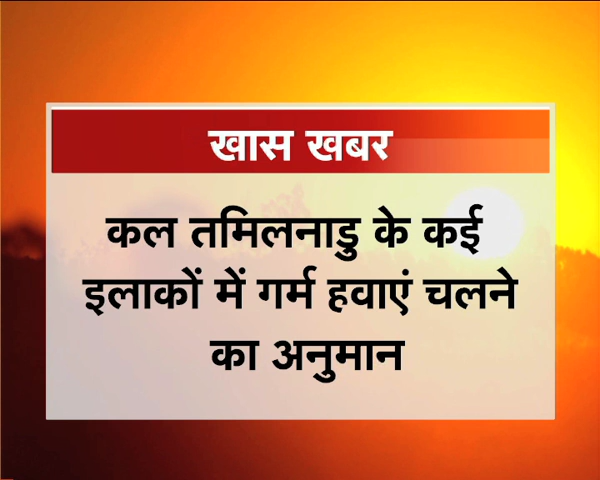 खास खबर
कल तमिलनाडु के कई
इलाकों में गर्म हवाएं चलने
का अनुमान